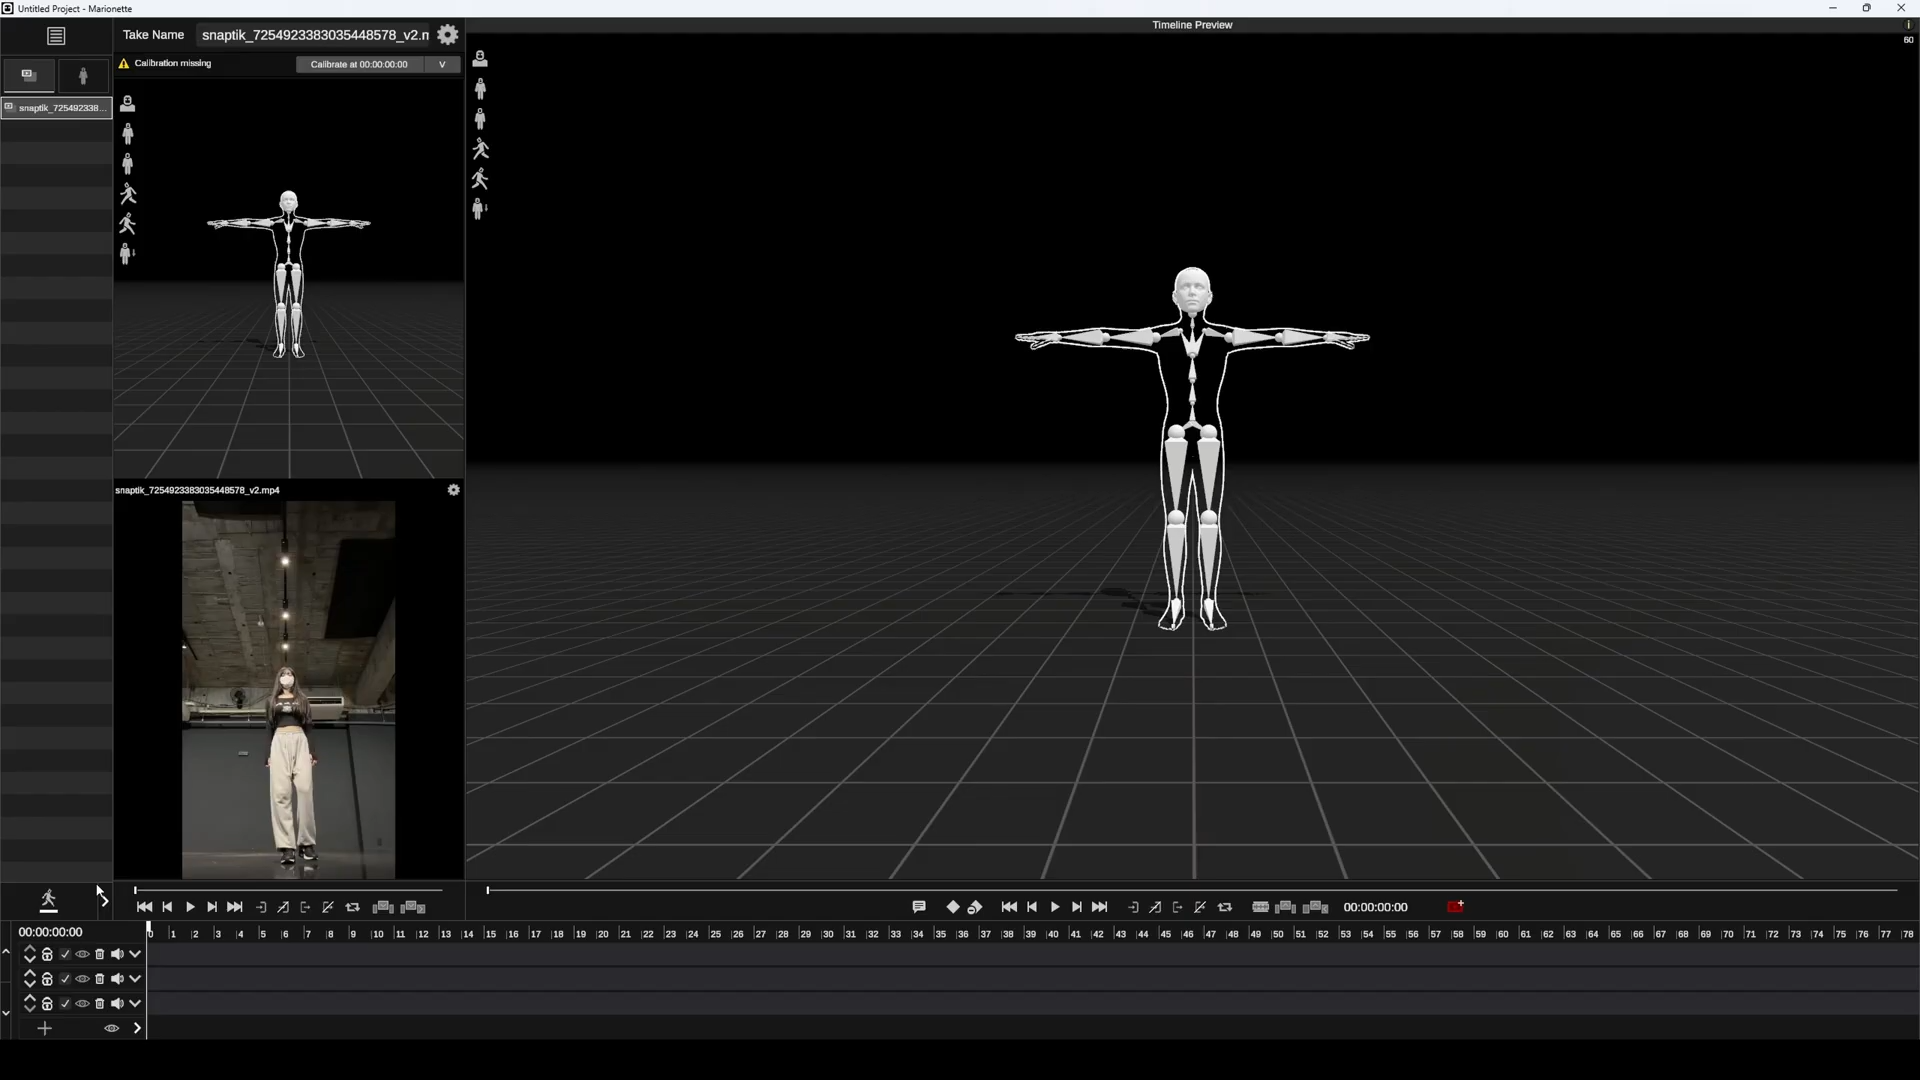 Untitled Project - Marionette
Timeline Preview
60
Take Name
snaptik_7254923383035448578_v2.n
Calibration missing
Calibrate at 00:00:00:00
V
snaptik_725492338...
snaptik_7254923383035448578_v2.mp4
00:00:00:00
00:00:00:00
0 1 2 3 4 5 6 7 8 9 10 11 12 13 14 15 16 17 18 19 20 21 22 23 24 25 26 27 28 29 30 31 32 33 34 35 36 37 38 39 40 41 42 43 44 45 46 47 48 49 50 51 52 53 54 55 56 57 58 59 60 61 62 63 64 65 66 67 68 69 70 71 72 73 74 75 76 77 78